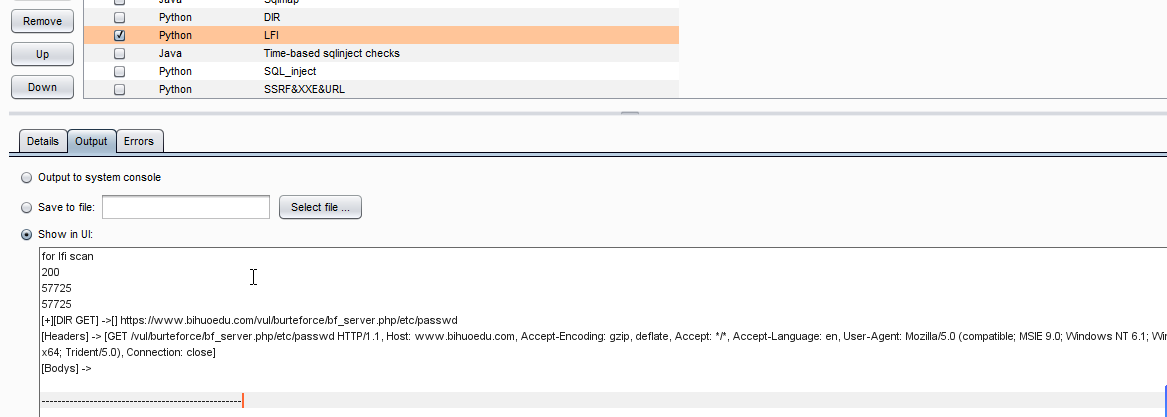 Java Sqlmap
Remove
Python DIR
Python LFI
Up
Java Time-based sqlinject checks
Python SQL_inject
Down
Python SSRF&XXE&URL
Details Output Errors
Output to system console
Save to file: Select file ...
Show in UI:
for lfi scan
200
57725
57725
[+][DIR GET] ->[] https://www.bihuoedu.com/vul/burteforce/bf_server.php/etc/passwd
[Headers] -> [GET /vul/burteforce/bf_server.php/etc/passwd HTTP/1.1, Host: www.bihuoedu.com, Accept-Encoding: gzip, deflate, Accept: */*, Accept-Language: en, User-Agent: Mozilla/5.0 (compatible; MSIE 9.0; Windows NT 6.1;
x64; Trident/5.0), Connection: close]
[Bodys] ->
--------------------------------------------------